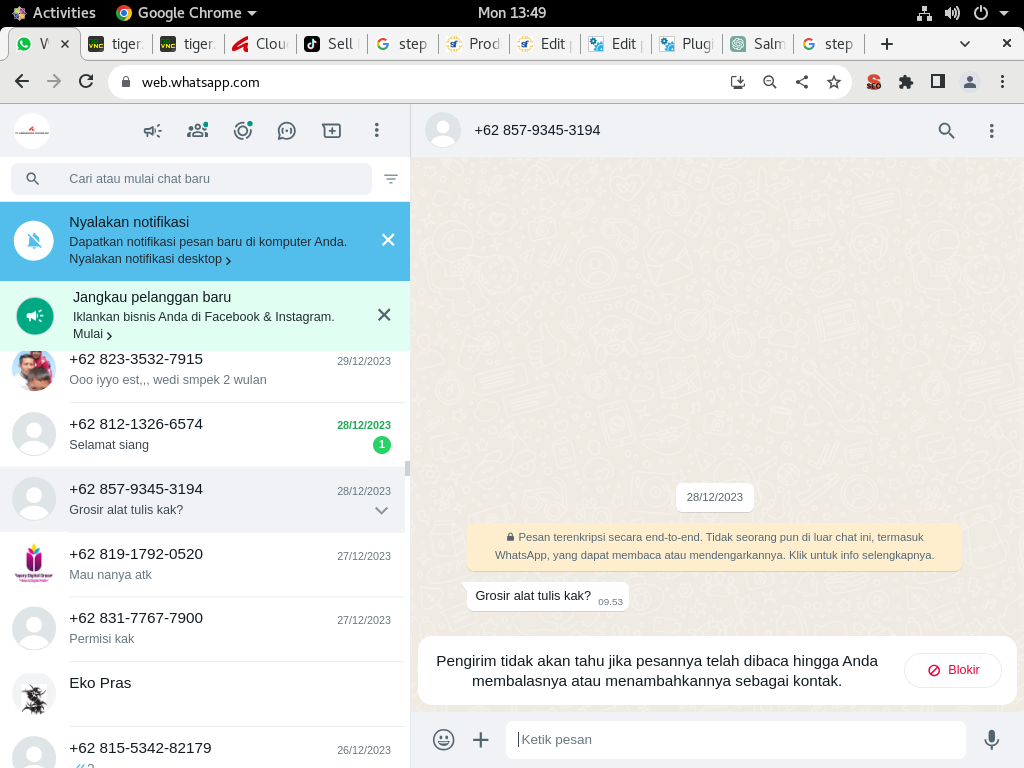 Activities
Google Chrome
Mon 13:49
tiger
tiger
Clou
Sell
step
Prod
Edit
Edit
Plugi
Salm
step
web.whatsapp.com
SEO
+62 857-9345-3194
Cari atau mulai chat baru
Nyalakan notifikasi
Dapatkan notifikasi pesan baru di komputer Anda.
Nyalakan notifikasi desktop
Jangkau pelanggan baru
Iklankan bisnis Anda di Facebook & Instagram.
Mulai
+62 823-3532-7915
29/12/2023
Ooo iyyo est,,, wedi smpek 2 wulan
+62 812-1326-6574
28/12/2023
Selamat siang
1
+62 857-9345-3194
28/12/2023
Grosir alat tulis kak?
+62 819-1792-0520
27/12/2023
Mau nanya atk
+62 831-7767-7900
27/12/2023
Permisi kak
Eko Pras
+62 815-5342-82179
26/12/2023
28/12/2023
Pesan terenkripsi secara end-to-end. Tidak seorang pun di luar chat ini, termasuk
WhatsApp, yang dapat membaca atau mendengarkannya. Klik untuk info selengkapnya.
Grosir alat tulis kak?
09.53
Pengirim tidak akan tahu jika pesannya telah dibaca hingga Anda
membalasnya atau menambahkannya sebagai kontak.
Blokir
Ketik pesan